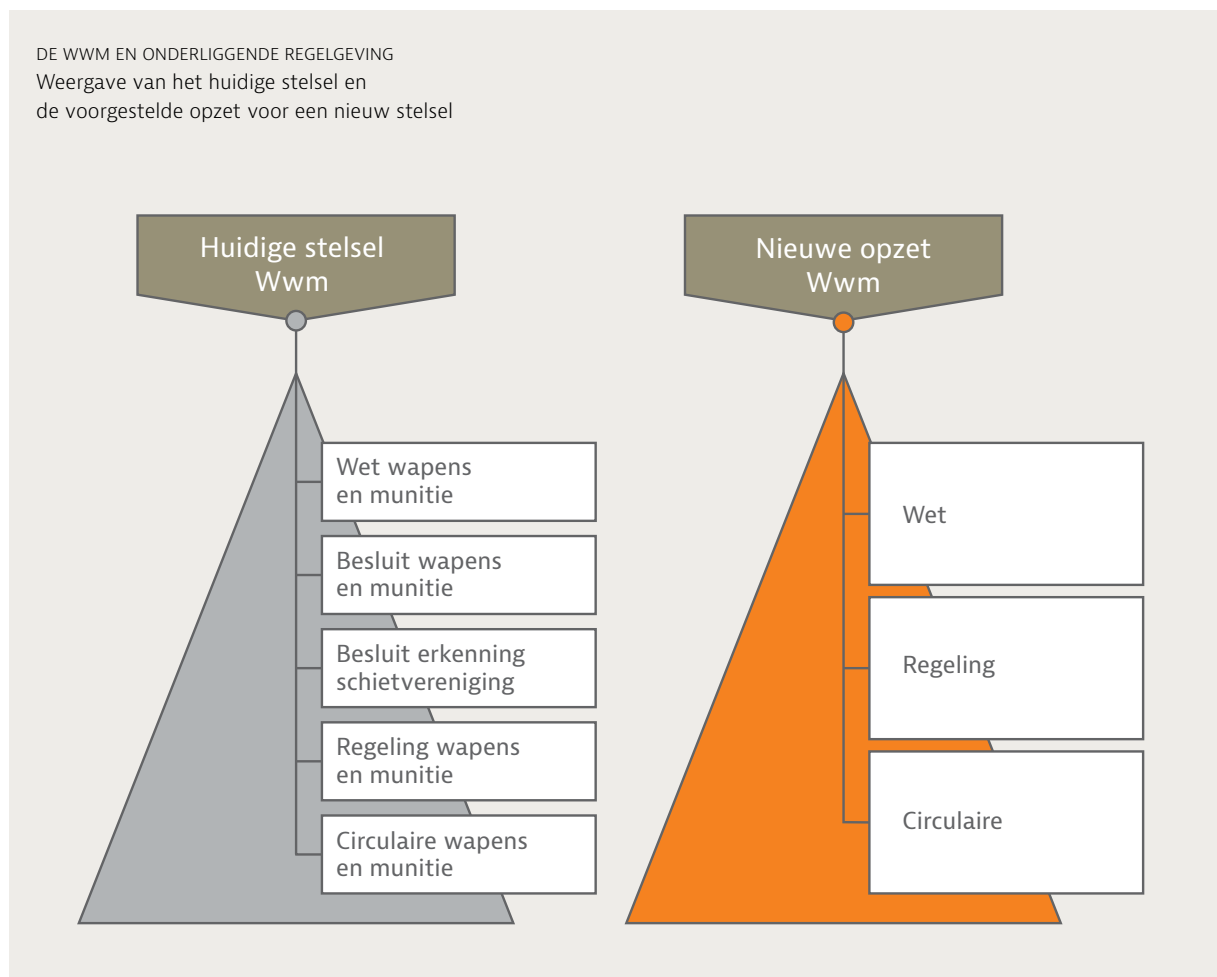 DE WWM EN ONDERLIGGENDE REGELGEVING
Weergave van het huidige stelsel en
de voorgestelde opzet voor een nieuw stelsel
Huidige stelsel
Wwm
Wet wapens
en munitie
Besluit wapens
en munitie
Besluit erkenning
schietvereniging
Regeling wapens
en munitie
Circulaire wapens
en munitie
Nieuwe opzet
Wwm
Wet
Regeling
Circulaire